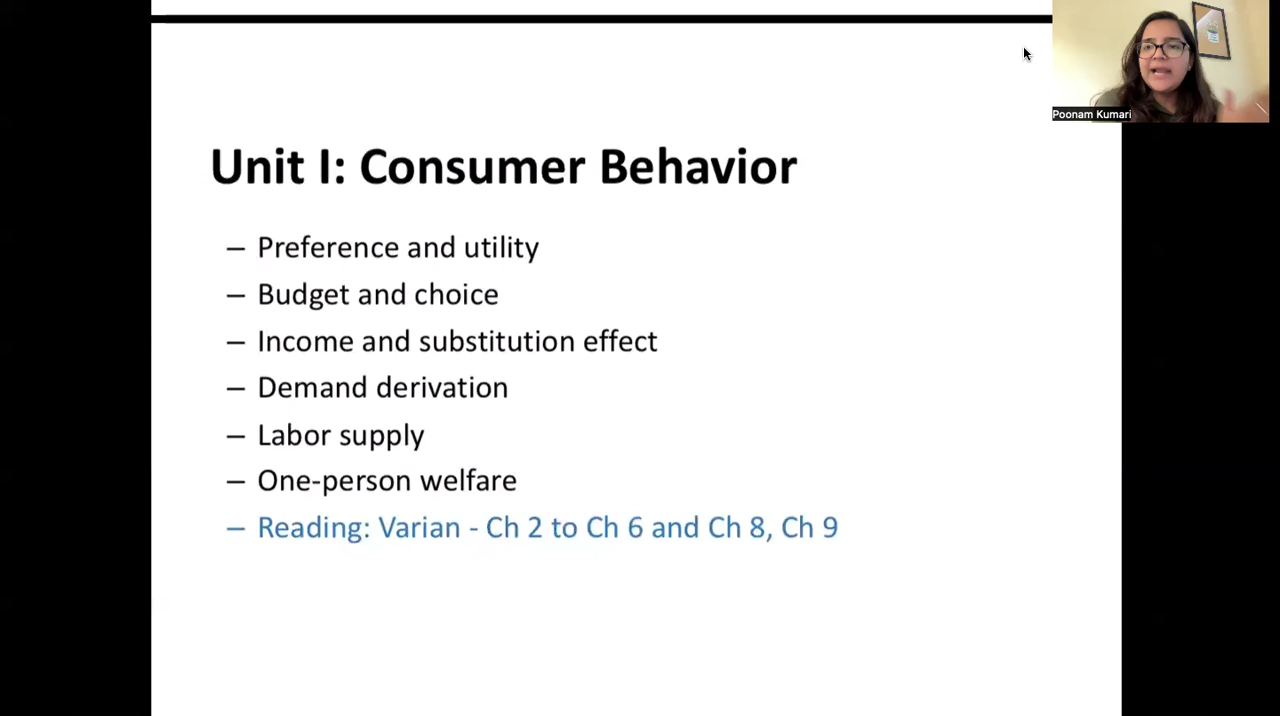 Poonam Kumari
Unit I: Consumer Behavior
– Preference and utility
– Budget and choice
– Income and substitution effect
– Demand derivation
– Labor supply
– One-person welfare
– Reading: Varian - Ch 2 to Ch 6 and Ch 8, Ch 9